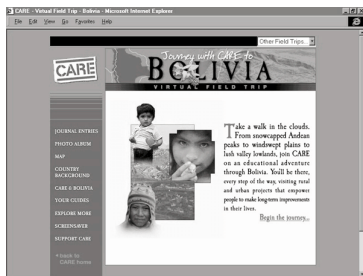 CARE - Virtual Field Trip - Bolivia - Microsoft Internet Explorer
File Edit View Go Favorites Help
Other Field Trips...
CARE
Journey with CARE to
BOLIVIA
VIRTUAL FIELD TRIP
JOURNAL ENTRIES
PHOTO ALBUM
MAP
COUNTRY
BACKGROUND
CARE & BOLIVIA
YOUR GUIDES
EXPLORE MORE
SCREENSAVER
SUPPORT CARE
back to
CARE home
Take a walk in the clouds.
From snowcapped Andean
peaks to windswept plains to
lush valley lowlands, join CARE
on an educational adventure
through Bolivia. You'll be there,
every step of the way, visiting rural
and urban projects that empower
people to make long-term improvements
in their lives.
Begin the journey...